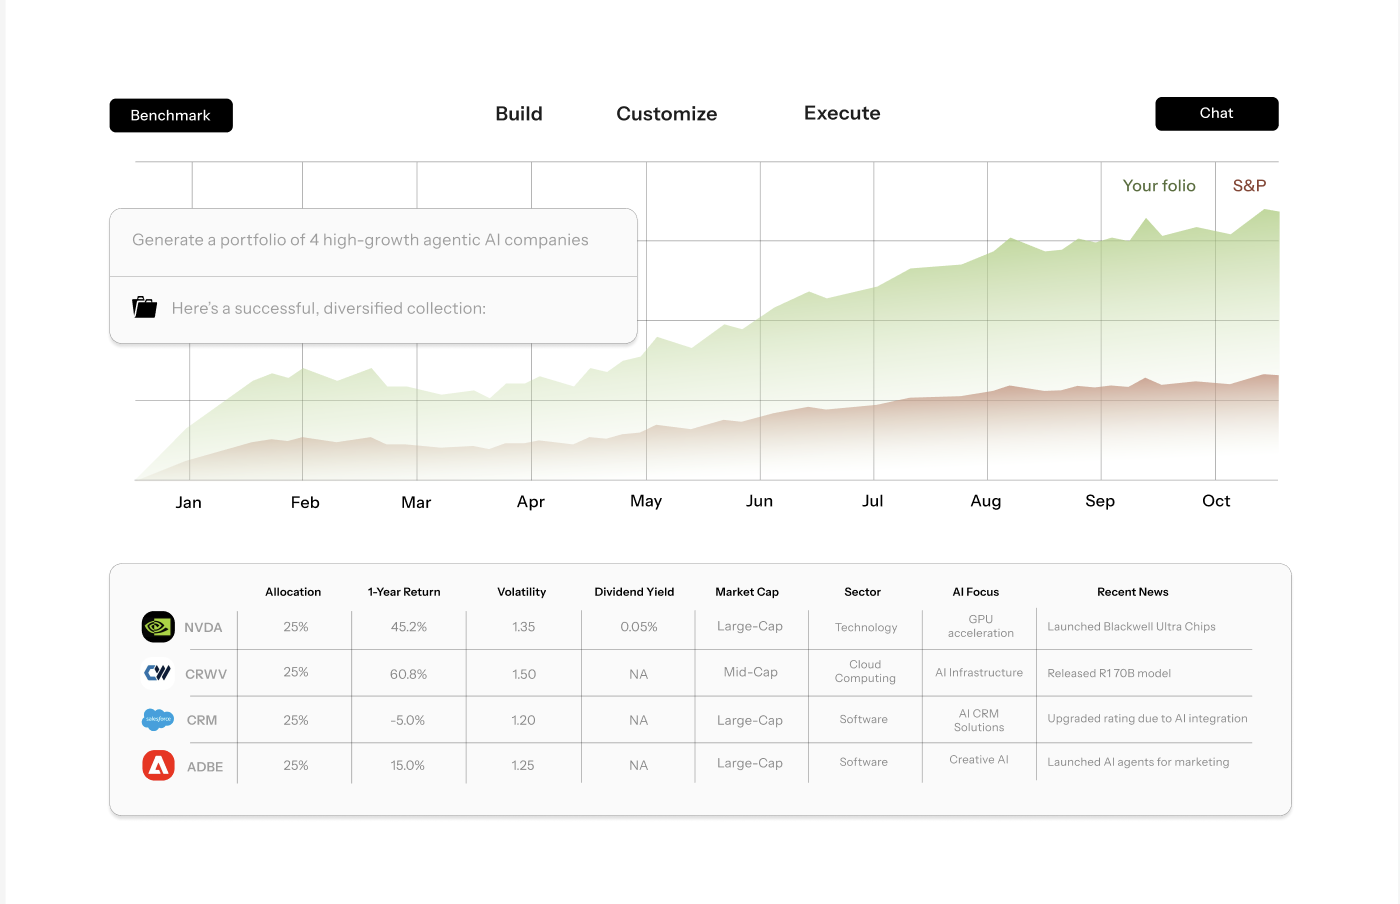 Benchmark
Build
Customize
Execute
Chat
Your folio
S&P
Generate a portfolio of 4 high-growth agentic AI companies
Here's a successful, diversified collection:
Jan
Feb
Mar
Apr
May
Jun
Jul
Aug
Sep
Oct
Allocation
1-Year Return
Volatility
Dividend Yield
Market Cap
Sector
AI Focus
Recent News
NVDA
25%
45.2%
1.35
0.05%
Large-Cap
Technology
GPU
acceleration
Launched Blackwell Ultra Chips
CRWV
25%
60.8%
1.50
NA
Mid-Cap
Cloud
Computing
AI Infrastructure
Released R1 70B model
salesforce
CRM
25%
-5.0%
1.20
NA
Large-Cap
Software
AI CRM
Solutions
Upgraded rating due to AI integration
ADBE
25%
15.0%
1.25
NA
Large-Cap
Software
Creative AI
Launched AI agents for marketing